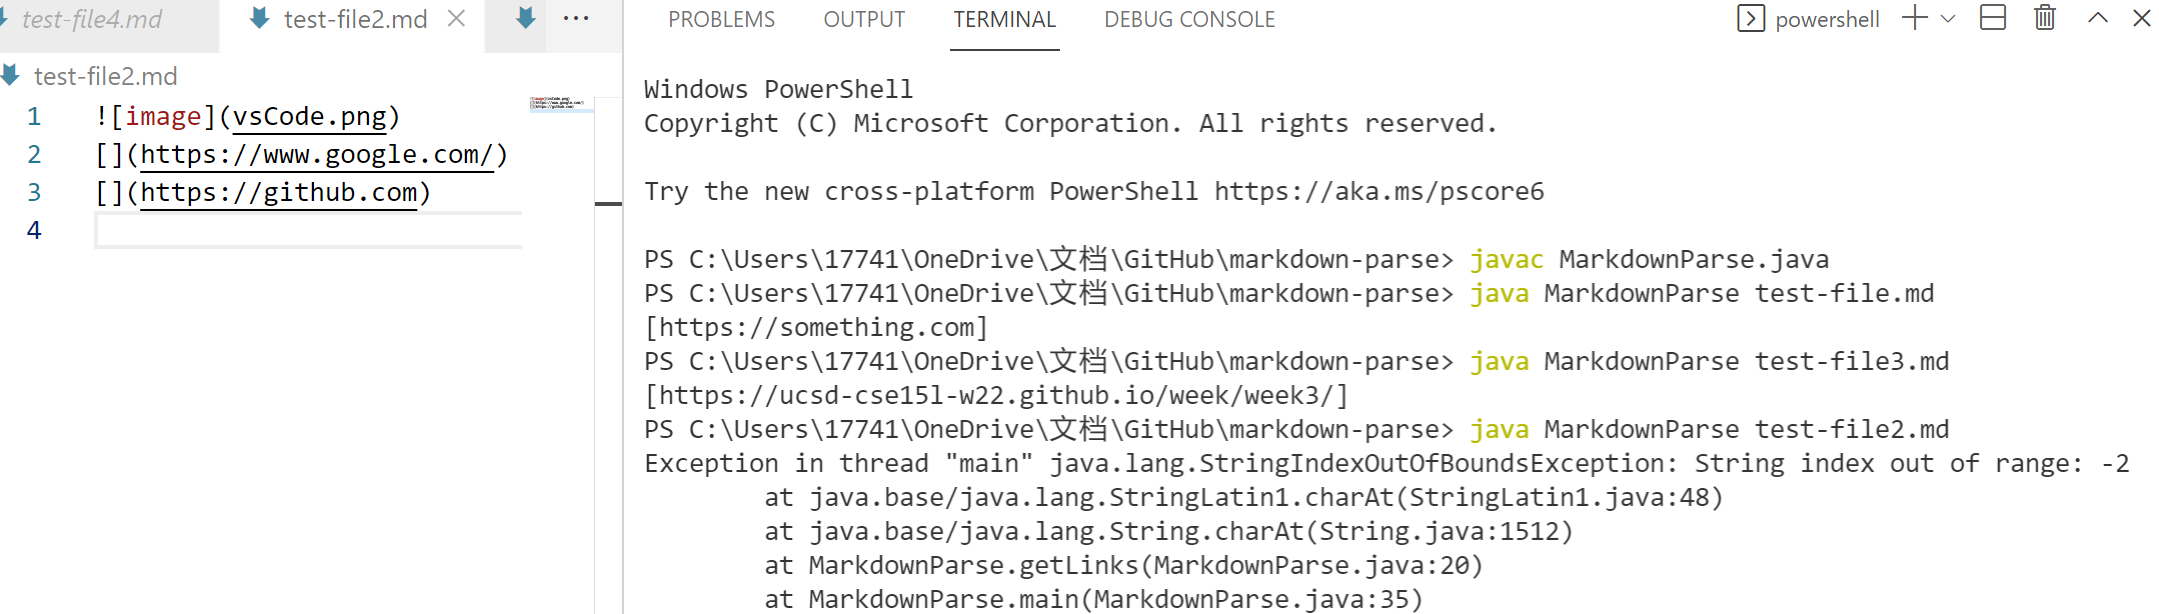 test-file4.md
test-file2.md
test-file2.md
1 ![image](vsCode.png)
2 [](https://www.google.com/)
3 [](https://github.com)
4
PROBLEMS OUTPUT TERMINAL DEBUG CONSOLE
powershell
Windows PowerShell
Copyright (C) Microsoft Corporation. All rights reserved.
Try the new cross-platform PowerShell https://aka.ms/pscore6
PS C:\Users\17741\OneDrive\文档\GitHub\markdown-parse> javac MarkdownParse.java
PS C:\Users\17741\OneDrive\文档\GitHub\markdown-parse> java MarkdownParse test-file.md
[https://something.com]
PS C:\Users\17741\OneDrive\文档\GitHub\markdown-parse> java MarkdownParse test-file3.md
[https://ucsd-cse15l-w22.github.io/week/week3/]
PS C:\Users\17741\OneDrive\文档\GitHub\markdown-parse> java MarkdownParse test-file2.md
Exception in thread "main" java.lang.StringIndexOutOfBoundsException: String index out of range: -2
at java.base/java.lang.StringLatin1.charAt(StringLatin1.java:48)
at java.base/java.lang.String.charAt(String.java:1512)
at MarkdownParse.getLinks(MarkdownParse.java:20)
at MarkdownParse.main(MarkdownParse.java:35)